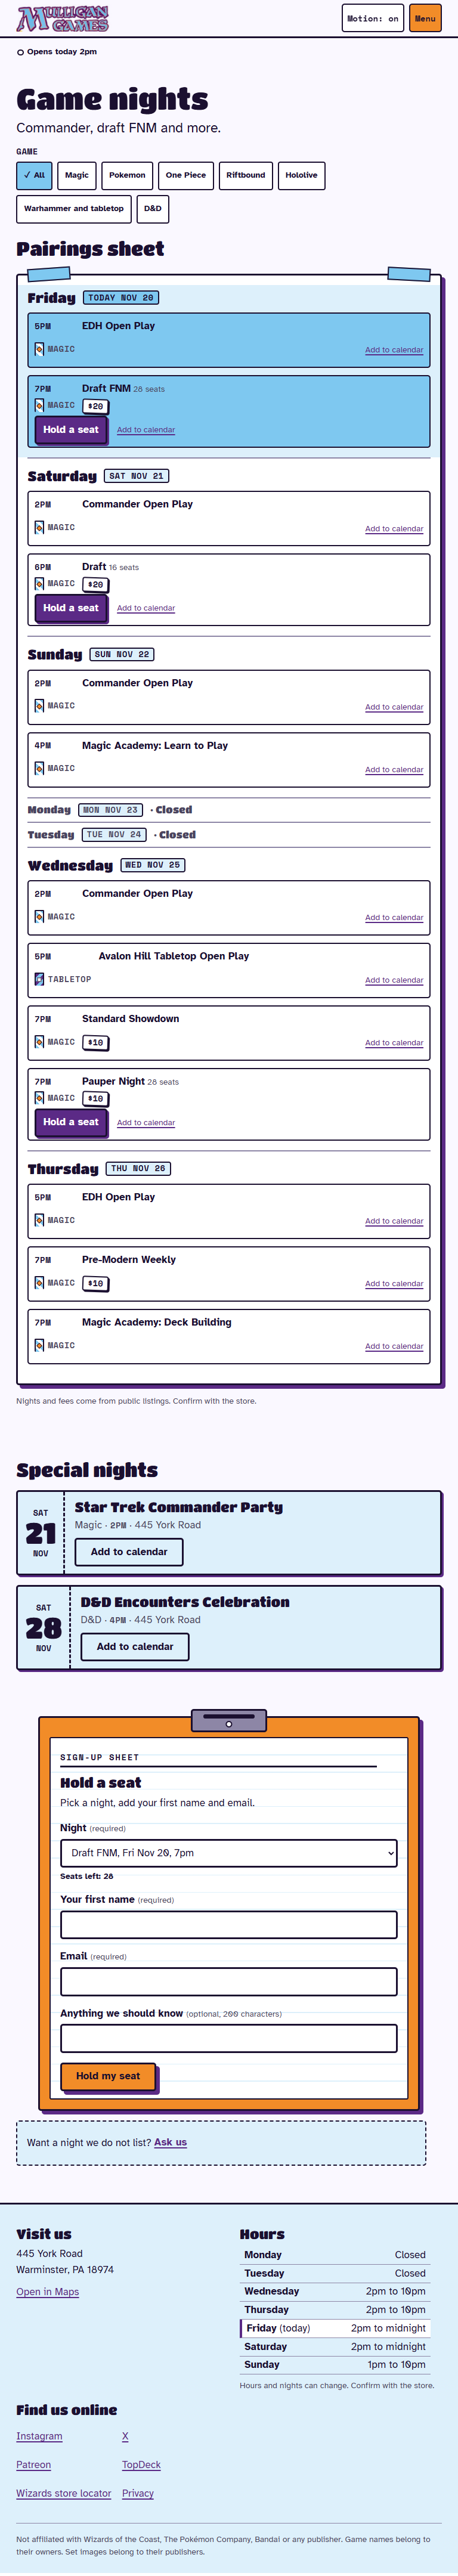 MULLIGAN
GAMES
Motion: on
Menu
Opens today 2pm
Game nights
Commander, draft FNM and more.
GAME
✓ All
Magic
Pokemon
One Piece
Riftbound
Hololive
Warhammer and tabletop
D&D
Pairings sheet
Friday TODAY NOV 20
5PM EDH Open Play
MAGIC Add to calendar
7PM Draft FNM 28 seats
MAGIC $20
Hold a seat Add to calendar
Saturday SAT NOV 21
2PM Commander Open Play
MAGIC Add to calendar
6PM Draft 16 seats
MAGIC $20
Hold a seat Add to calendar
Sunday SUN NOV 22
2PM Commander Open Play
MAGIC Add to calendar
4PM Magic Academy: Learn to Play
MAGIC Add to calendar
Monday MON NOV 23 · Closed
Tuesday TUE NOV 24 · Closed
Wednesday WED NOV 25
2PM Commander Open Play
MAGIC Add to calendar
5PM Avalon Hill Tabletop Open Play
TABLETOP Add to calendar
7PM Standard Showdown
MAGIC $10 Add to calendar
7PM Pauper Night 28 seats
MAGIC $10
Hold a seat Add to calendar
Thursday THU NOV 26
5PM EDH Open Play
MAGIC Add to calendar
7PM Pre-Modern Weekly
MAGIC $10 Add to calendar
7PM Magic Academy: Deck Building
MAGIC Add to calendar
Nights and fees come from public listings. Confirm with the store.
Special nights
SAT
21
NOV
Star Trek Commander Party
Magic · 2PM · 445 York Road
Add to calendar
SAT
28
NOV
D&D Encounters Celebration
D&D · 4PM · 445 York Road
Add to calendar
SIGN-UP SHEET
Hold a seat
Pick a night, add your first name and email.
Night (required)
Draft FNM, Fri Nov 20, 7pm
Seats left: 28
Your first name (required)
Email (required)
Anything we should know (optional, 200 characters)
Hold my seat
Want a night we do not list? Ask us
Visit us
445 York Road
Warminster, PA 18974
Open in Maps
Hours
Monday Closed
Tuesday Closed
Wednesday 2pm to 10pm
Thursday 2pm to 10pm
Friday (today) 2pm to midnight
Saturday 2pm to midnight
Sunday 1pm to 10pm
Hours and nights can change. Confirm with the store.
Find us online
Instagram X
Patreon TopDeck
Wizards store locator Privacy
Not affiliated with Wizards of the Coast, The Pokémon Company, Bandai or any publisher. Game names belong to
their owners. Set images belong to their publishers.